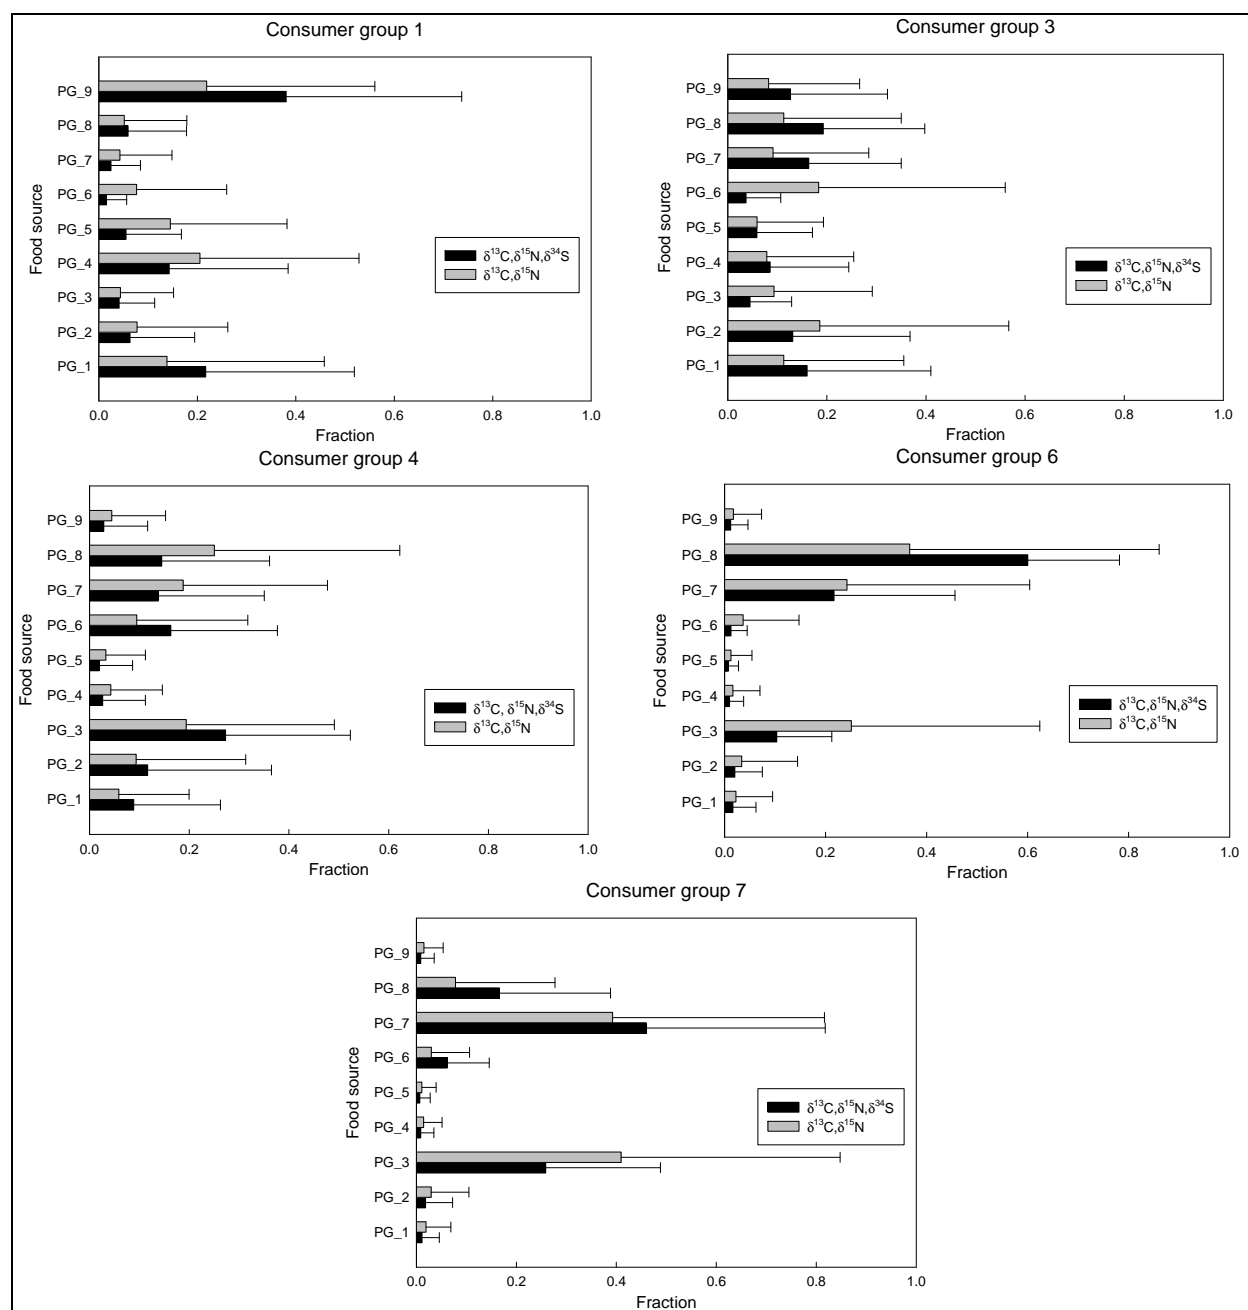 Consumer group 1
Food source
PG_9
PG_8
PG_7
PG_6
PG_5
PG_4
PG_3
PG_2
PG_1
δ¹³C,δ¹⁵N,δ³⁴S
δ¹³C,δ¹⁵N
0.0 0.2 0.4 0.6 0.8 1.0
Fraction
Consumer group 3
Food source
PG_9
PG_8
PG_7
PG_6
PG_5
PG_4
PG_3
PG_2
PG_1
δ¹³C,δ¹⁵N,δ³⁴S
δ¹³C,δ¹⁵N
0.0 0.2 0.4 0.6 0.8 1.0
Fraction
Consumer group 4
Food source
PG_9
PG_8
PG_7
PG_6
PG_5
PG_4
PG_3
PG_2
PG_1
δ¹³C, δ¹⁵N,δ³⁴S
δ¹³C,δ¹⁵N
0.0 0.2 0.4 0.6 0.8 1.0
Fraction
Consumer group 6
Food source
PG_9
PG_8
PG_7
PG_6
PG_5
PG_4
PG_3
PG_2
PG_1
δ¹³C,δ¹⁵N,δ³⁴S
δ¹³C,δ¹⁵N
0.0 0.2 0.4 0.6 0.8 1.0
Fraction
Consumer group 7
Food source
PG_9
PG_8
PG_7
PG_6
PG_5
PG_4
PG_3
PG_2
PG_1
δ¹³C,δ¹⁵N,δ³⁴S
δ¹³C,δ¹⁵N
0.0 0.2 0.4 0.6 0.8 1.0
Fraction